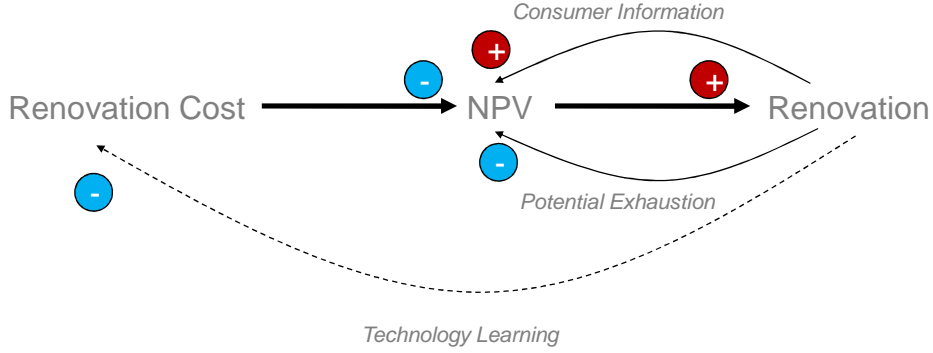 Consumer Information
+
-
+
Renovation Cost
NPV
Renovation
-
-
Potential Exhaustion
Technology Learning